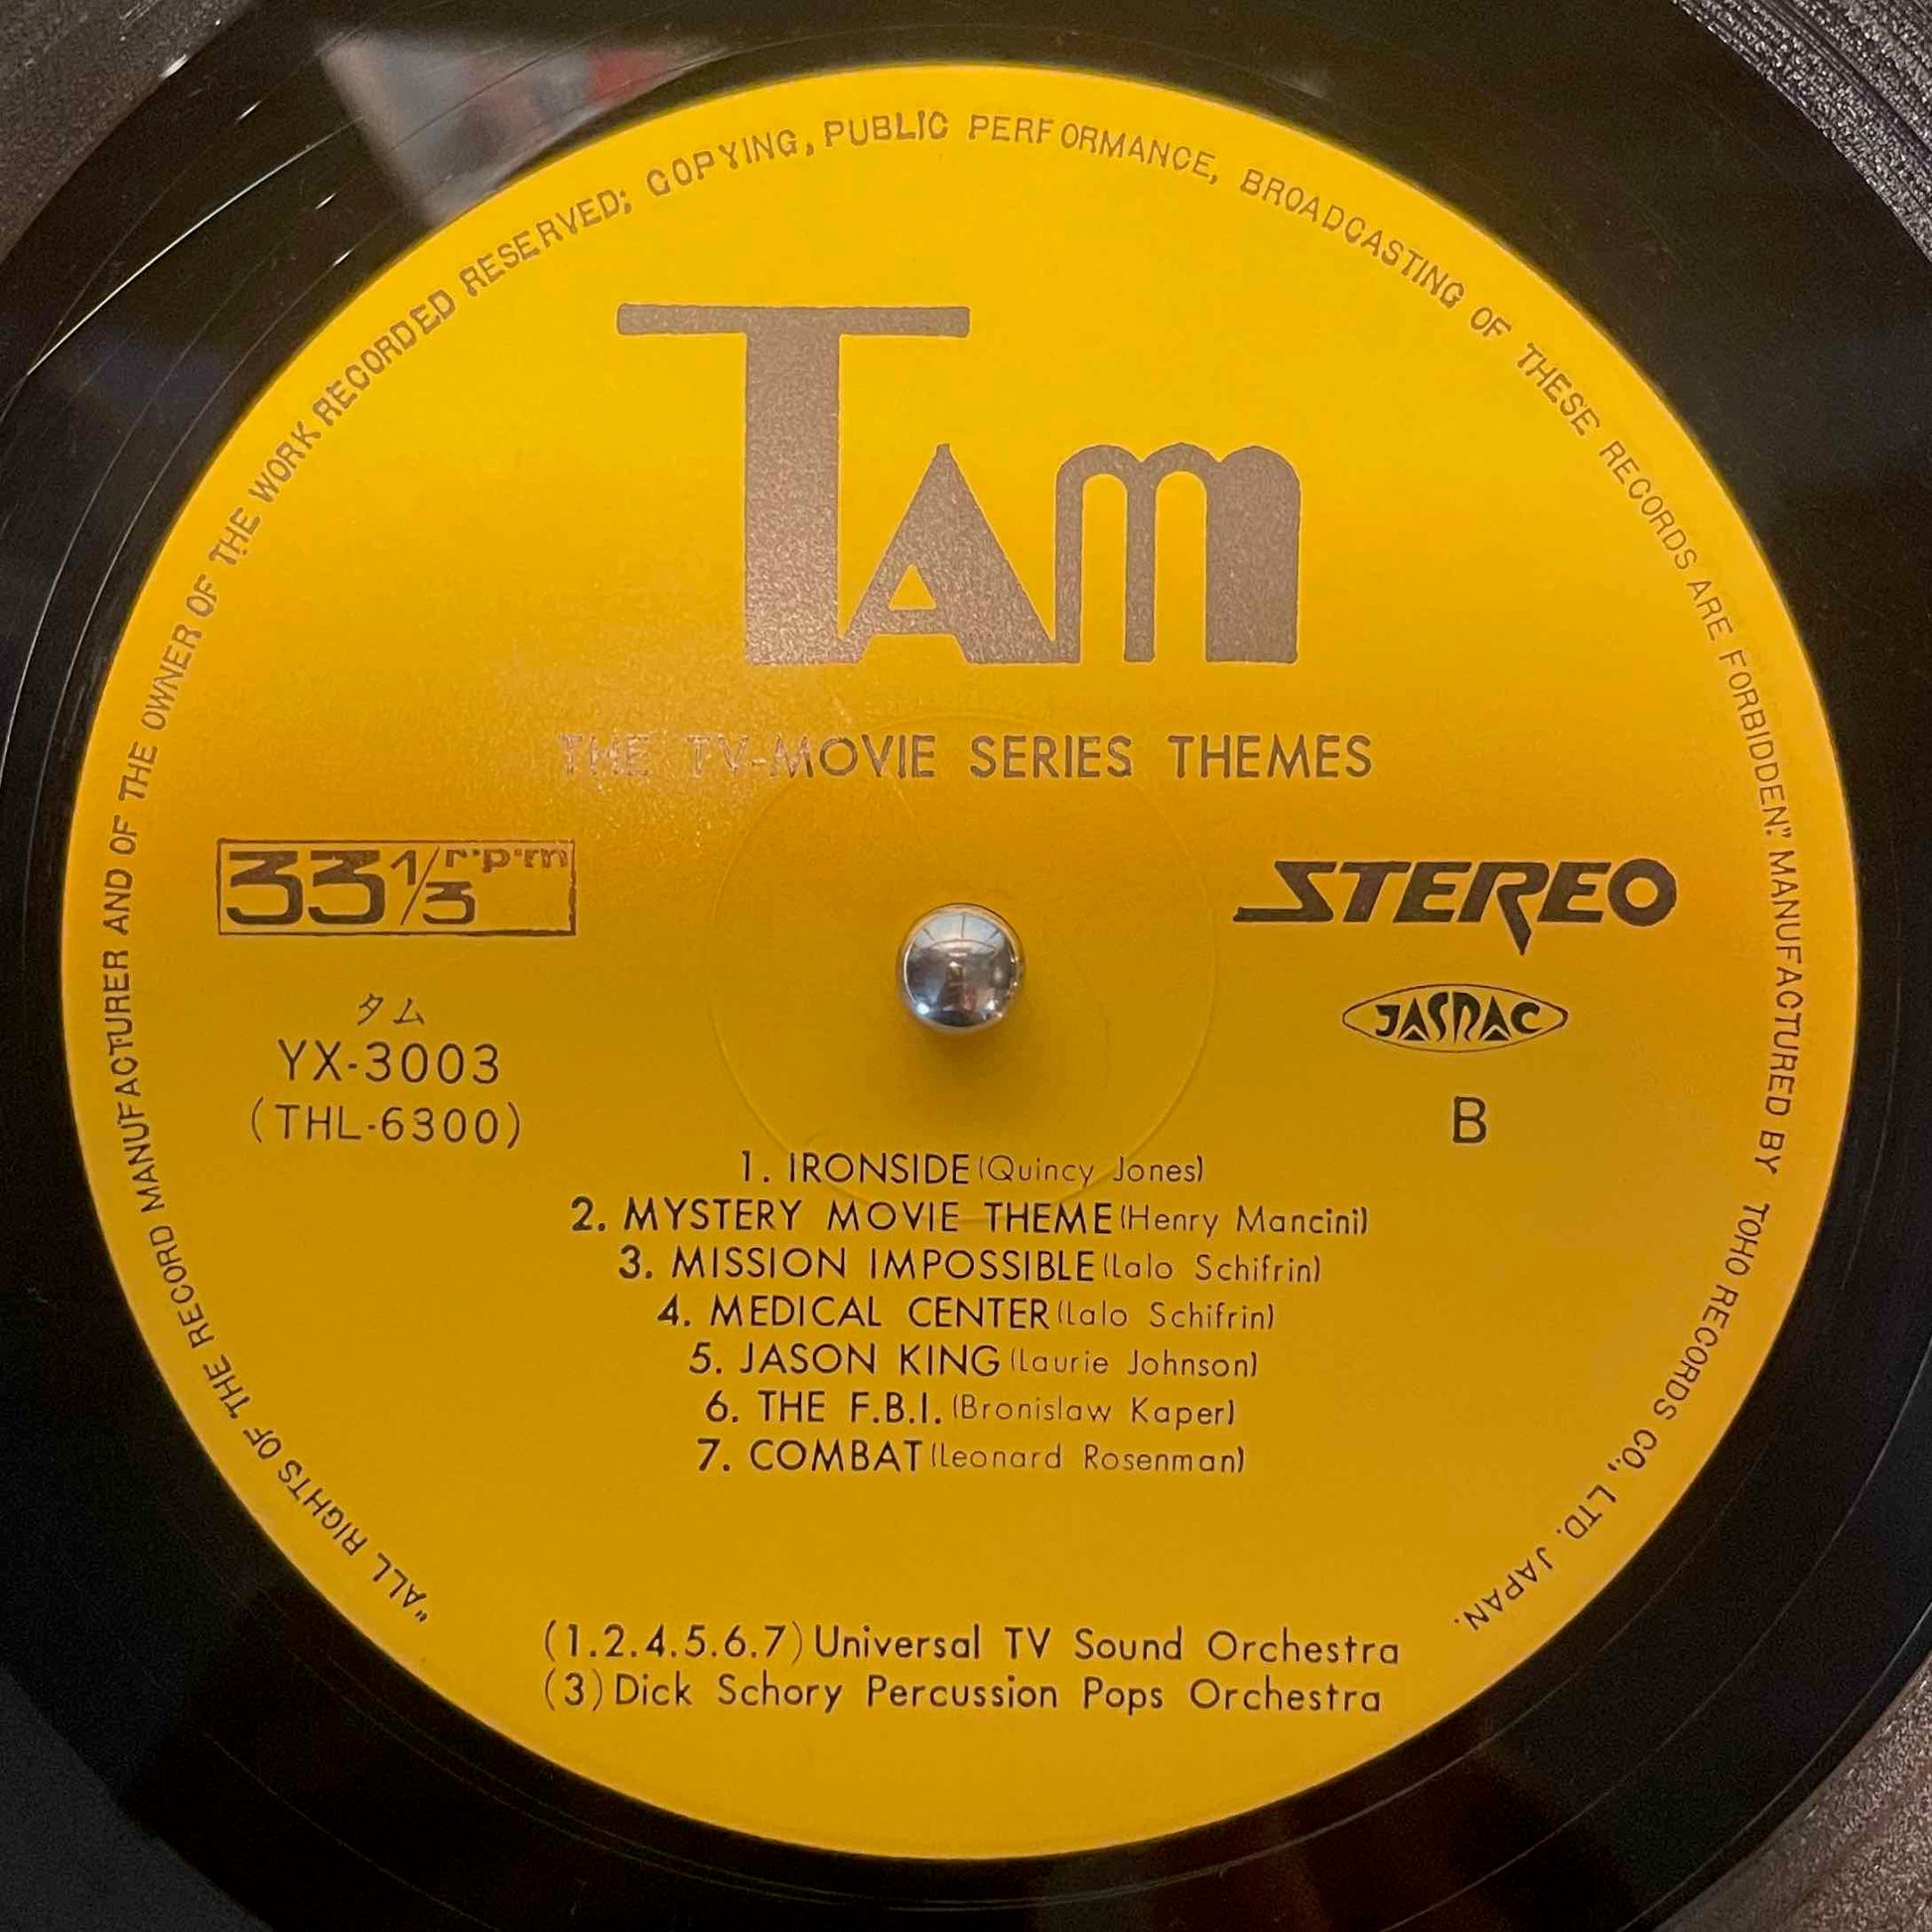 "ALL RIGHTS OF THE RECORD MANUFACTURER AND OF THE OWNER OF THE WORK RECORDED RESERVED; COPYING, PUBLIC PERFORMANCE, BROADCASTING OF THESE RECORDS ARE FORBIDDEN." MANUFACTURED BY TOHO RECORDS CO., LTD. JAPAN.
TAM
THE TV-MOVIE SERIES THEMES
33 1/3 r.p.m
STEREO
タム
YX-3003
(THL-6300)
JASRAC
B
1. IRONSIDE (Quincy Jones)
2. MYSTERY MOVIE THEME (Henry Mancini)
3. MISSION IMPOSSIBLE (Lalo Schifrin)
4. MEDICAL CENTER (Lalo Schifrin)
5. JASON KING (Laurie Johnson)
6. THE F.B.I. (Bronislaw Kaper)
7. COMBAT (Leonard Rosenman)
(1.2.4.5.6.7) Universal TV Sound Orchestra
(3) Dick Schory Percussion Pops Orchestra